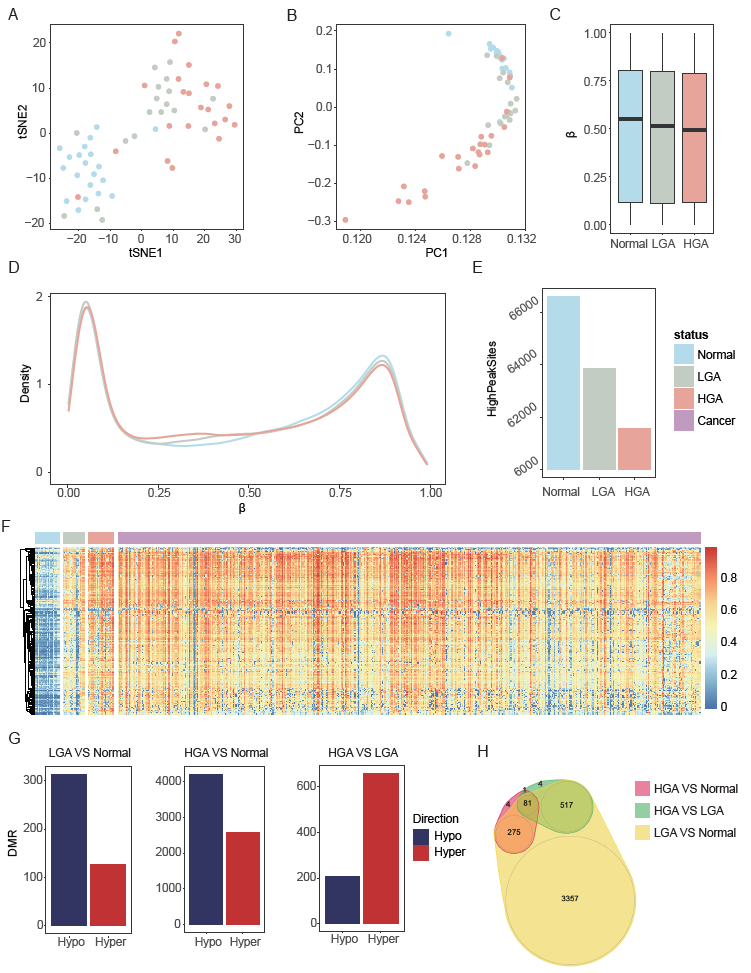 A
20
10
0
−10
−20
tSNE2
−20
−10
0
10
20
30
tSNE1
B
0.2
0.1
0.0
−0.1
−0.2
−0.3
PC2
0.120
0.124
0.128
0.132
PC1
C
1.00
0.75
0.50
0.25
0.00
β
Normal
LGA
HGA
D
2
1
0
Density
0.00
0.25
0.50
0.75
1.00
β
E
66000
64000
62000
6000
HighPeakSites
Normal
LGA
HGA
status
Normal
LGA
HGA
Cancer
F
0.8
0.6
0.4
0.2
0
G
LGA VS Normal
300
200
100
0
DMR
Hypo
Hyper
HGA VS Normal
4000
3000
2000
1000
0
Hypo
Hyper
HGA VS LGA
600
400
200
0
Hypo
Hyper
Direction
Hypo
Hyper
H
4
1
4
81
517
275
3357
HGA VS Normal
HGA VS LGA
LGA VS Normal